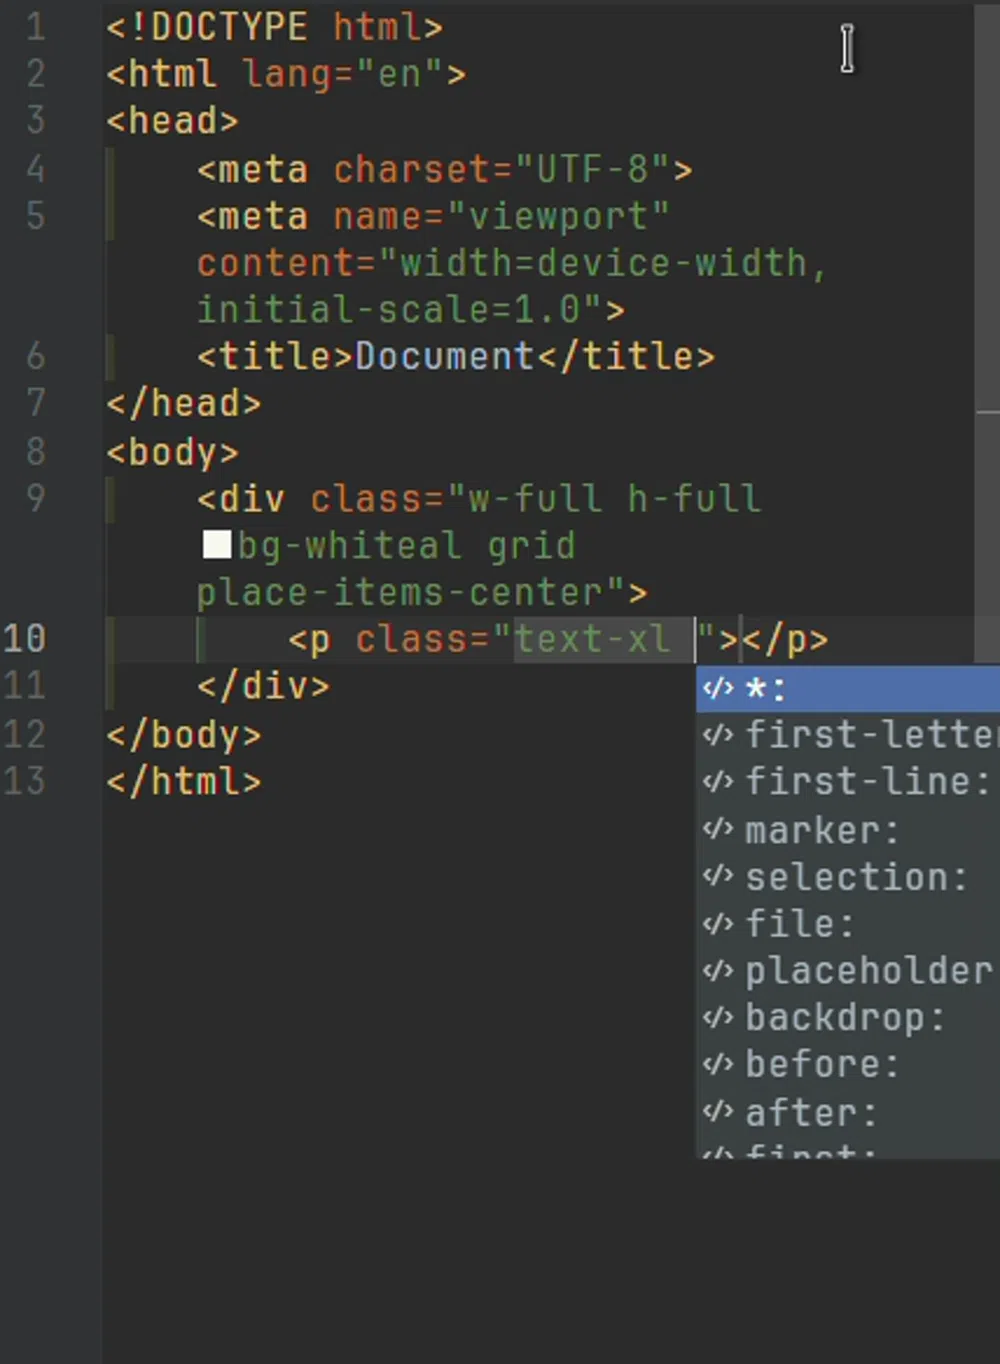 1 <!DOCTYPE html>
2 <html lang="en">
3 <head>
4 <meta charset="UTF-8">
5 <meta name="viewport"
content="width=device-width,
initial-scale=1.0">
6 <title>Document</title>
7 </head>
8 <body>
9 <div class="w-full h-full
bg-whiteal grid
place-items-center">
10 <p class="text-xl "></p>
11 </div>
12 </body>
13 </html>
</> *:
</> first-letter
</> first-line:
</> marker:
</> selection:
</> file:
</> placeholder
</> backdrop:
</> before:
</> after:
</> first: